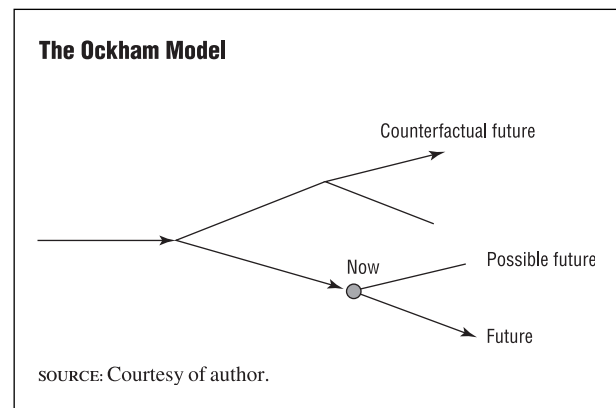 The Ockham Model
Counterfactual future
Now
Possible future
Future
SOURCE: Courtesy of author.